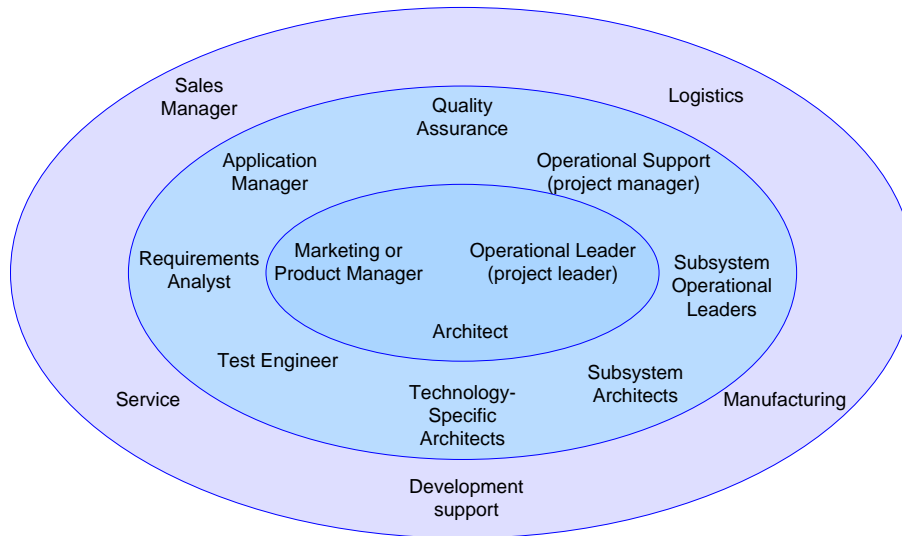 Sales
Manager
Logistics
Quality
Assurance
Application
Manager
Operational Support
(project manager)
Requirements
Analyst
Marketing or
Product Manager
Operational Leader
(project leader)
Subsystem
Operational
Leaders
Architect
Test Engineer
Subsystem
Architects
Service
Technology-
Specific
Architects
Manufacturing
Development
support